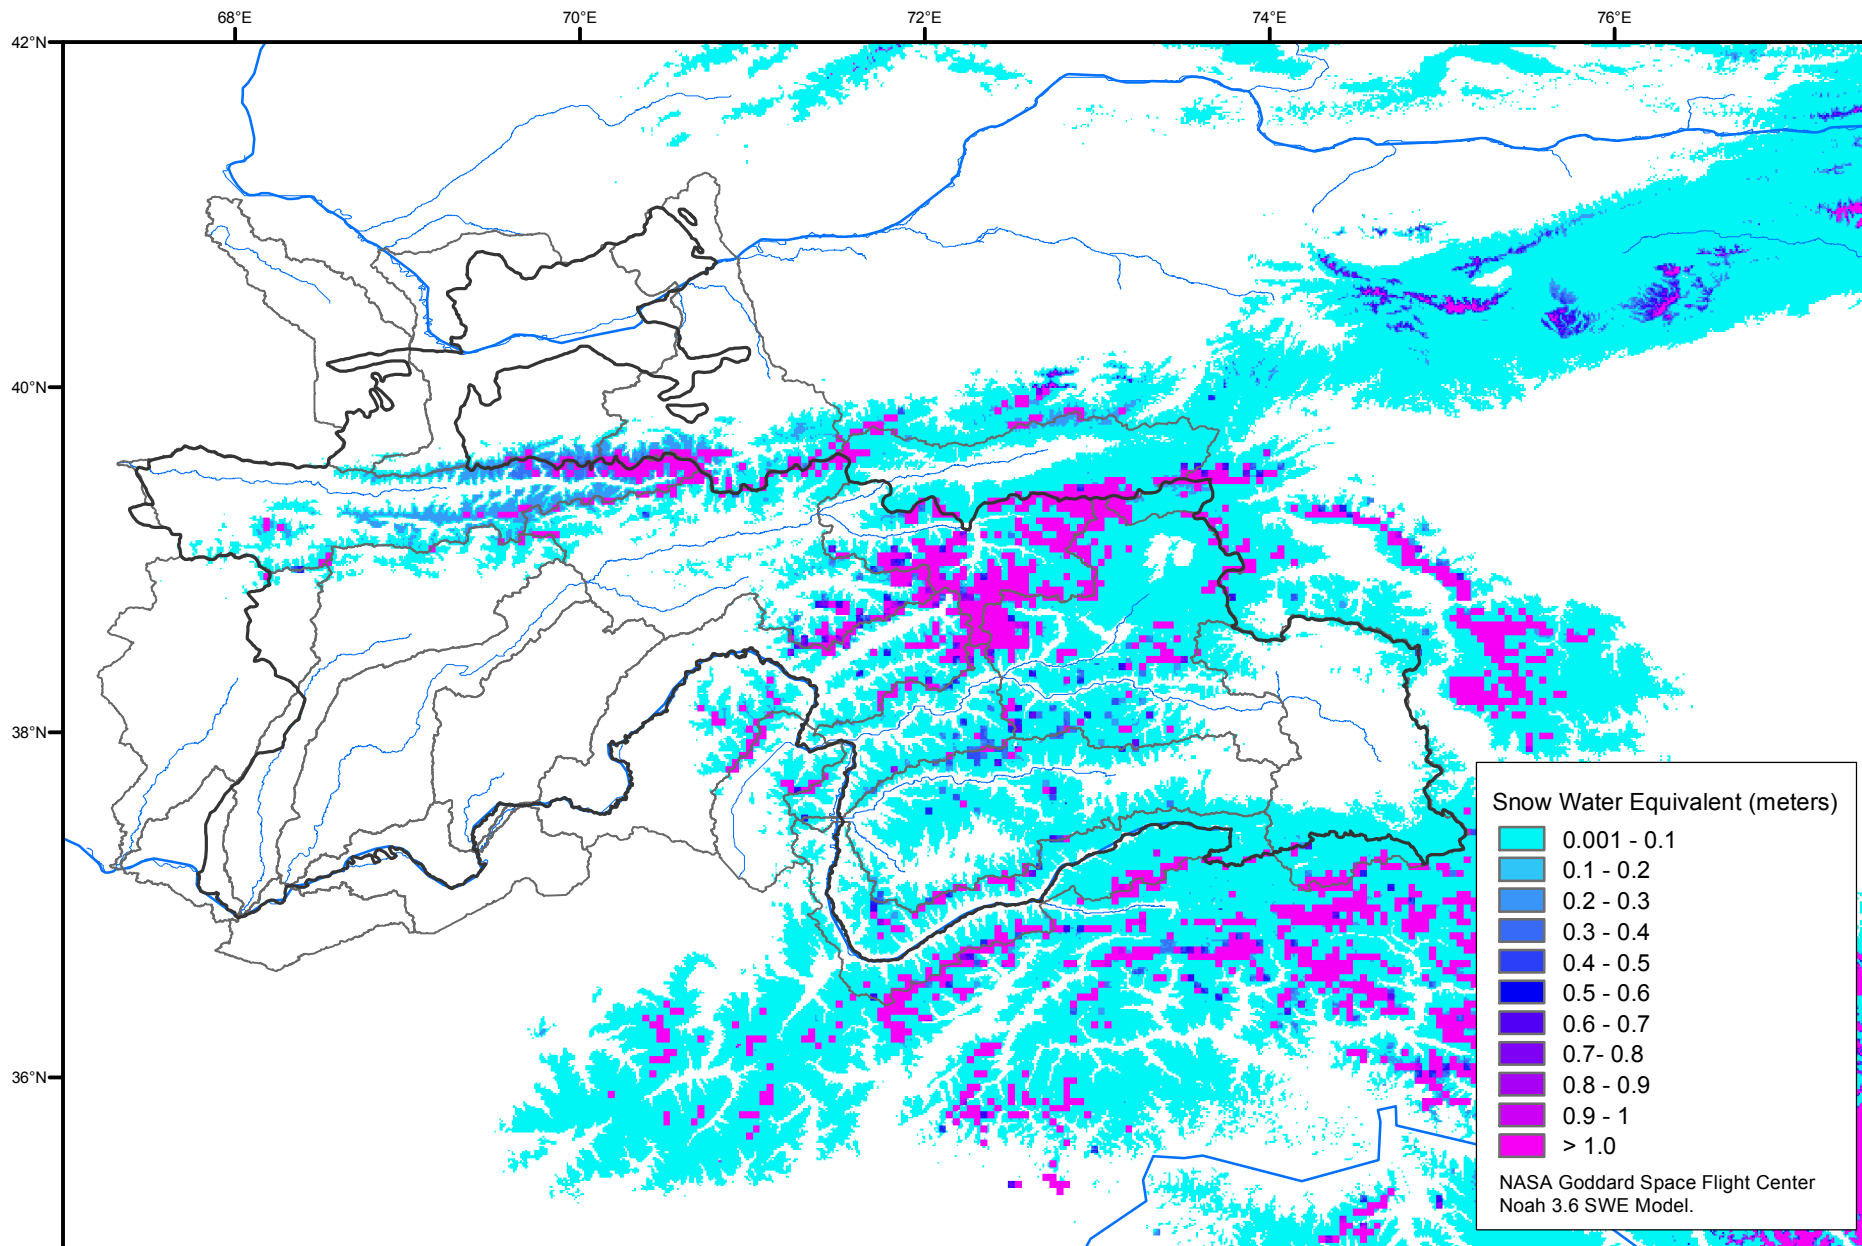 68°E
70°E
72°E
74°E
76°E
42°N
40°N
38°N
36°N
Snow Water Equivalent (meters)
0.001 - 0.1
0.1 - 0.2
0.2 - 0.3
0.3 - 0.4
0.4 - 0.5
0.5 - 0.6
0.6 - 0.7
0.7- 0.8
0.8 - 0.9
0.9 - 1
> 1.0
NASA Goddard Space Flight Center
Noah 3.6 SWE Model.